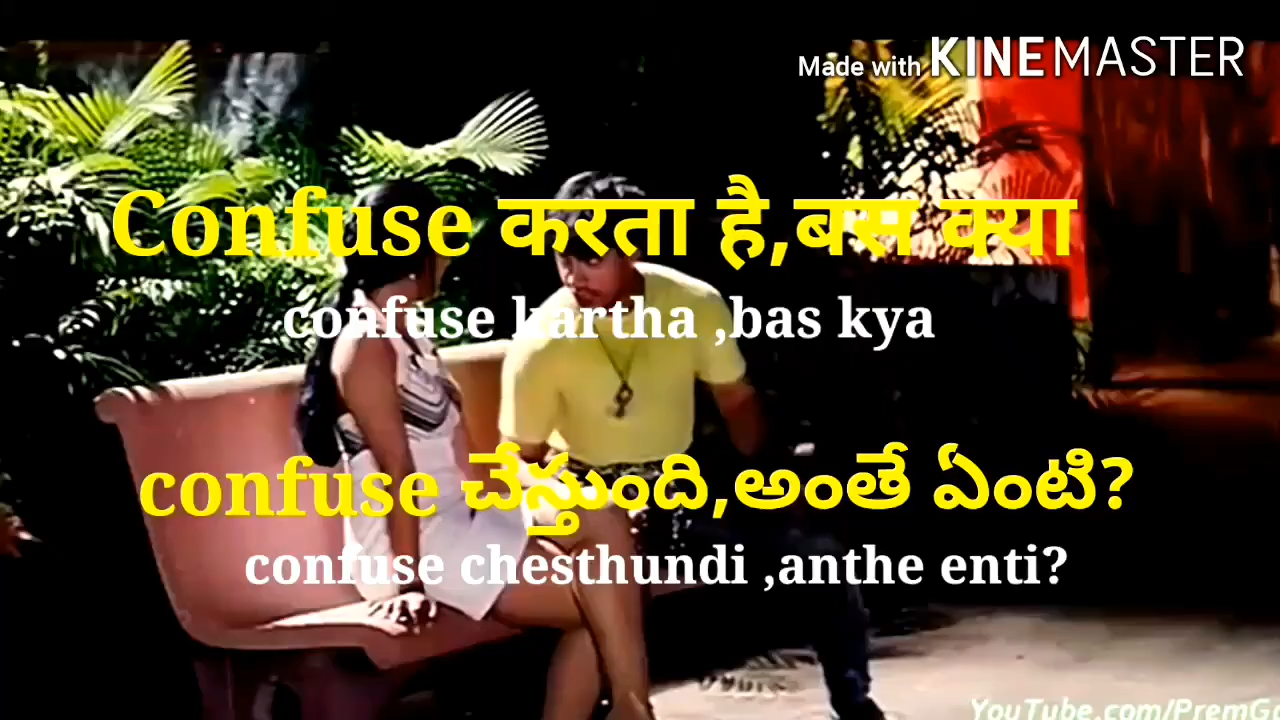 Made with KINEMASTER
Confuse करता है,बस क्या
confuse kartha ,bas kya
confuse చేస్తుంది,అంతే ఏంటి?
confuse chesthundi ,anthe enti?
YouTube.com/PremG